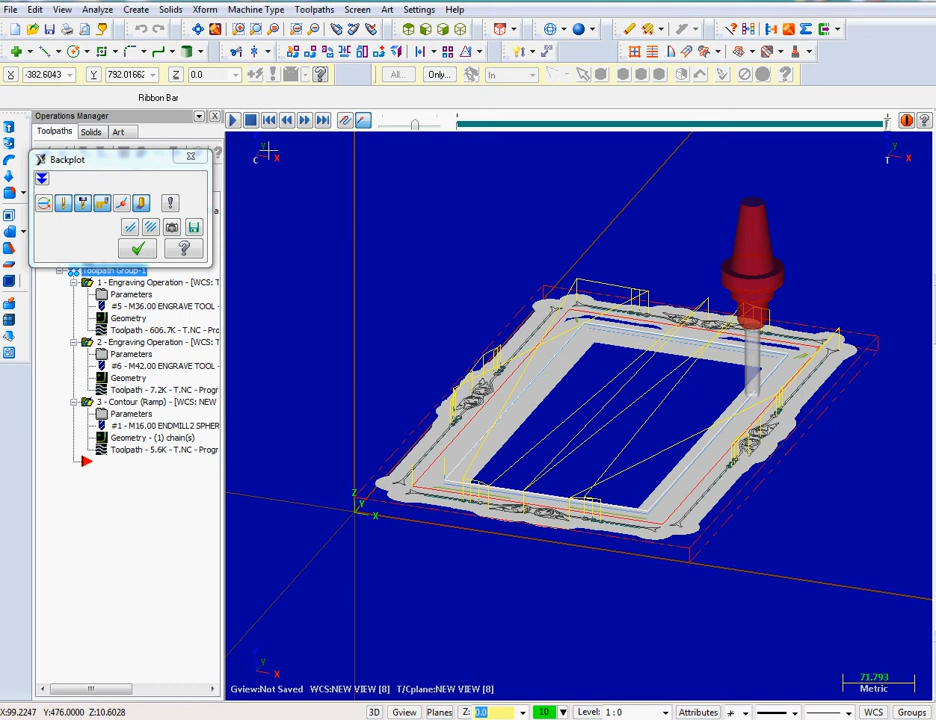 File Edit View Analyze Create Solids Xform Machine Type Toolpaths Screen Art Settings Help
X -382.6043 Y 792.01662 Z 0.0 All... Only... In
Ribbon Bar
Operations Manager
Toolpaths Solids Art
Backplot
Toolpath Group-1
1 - Engraving Operation - [WCS: T
Parameters
#5 - M36.00 ENGRAVE TOOL -
Geometry
Toolpath - 606.7K - T.NC - Pro
2 - Engraving Operation - [WCS: T
Parameters
#6 - M42.00 ENGRAVE TOOL
Geometry
Toolpath - 7.2K - T.NC - Progr
3 - Contour (Ramp) - [WCS: NEW
Parameters
#1 - M16.00 ENDMILL2 SPHER
Geometry - (1) chain(s)
Toolpath - 5.6K - T.NC - Progr
y
C X
y
T X
Z
Y
X
y
X
71.793
Metric
Gview:Not Saved WCS:NEW VIEW [8] T/Cplane:NEW VIEW [8]
X:99.2247 Y:476.0000 Z:10.6028 3D Gview Planes Z: 0.0 10 Level: 1 : 0 Attributes WCS Groups